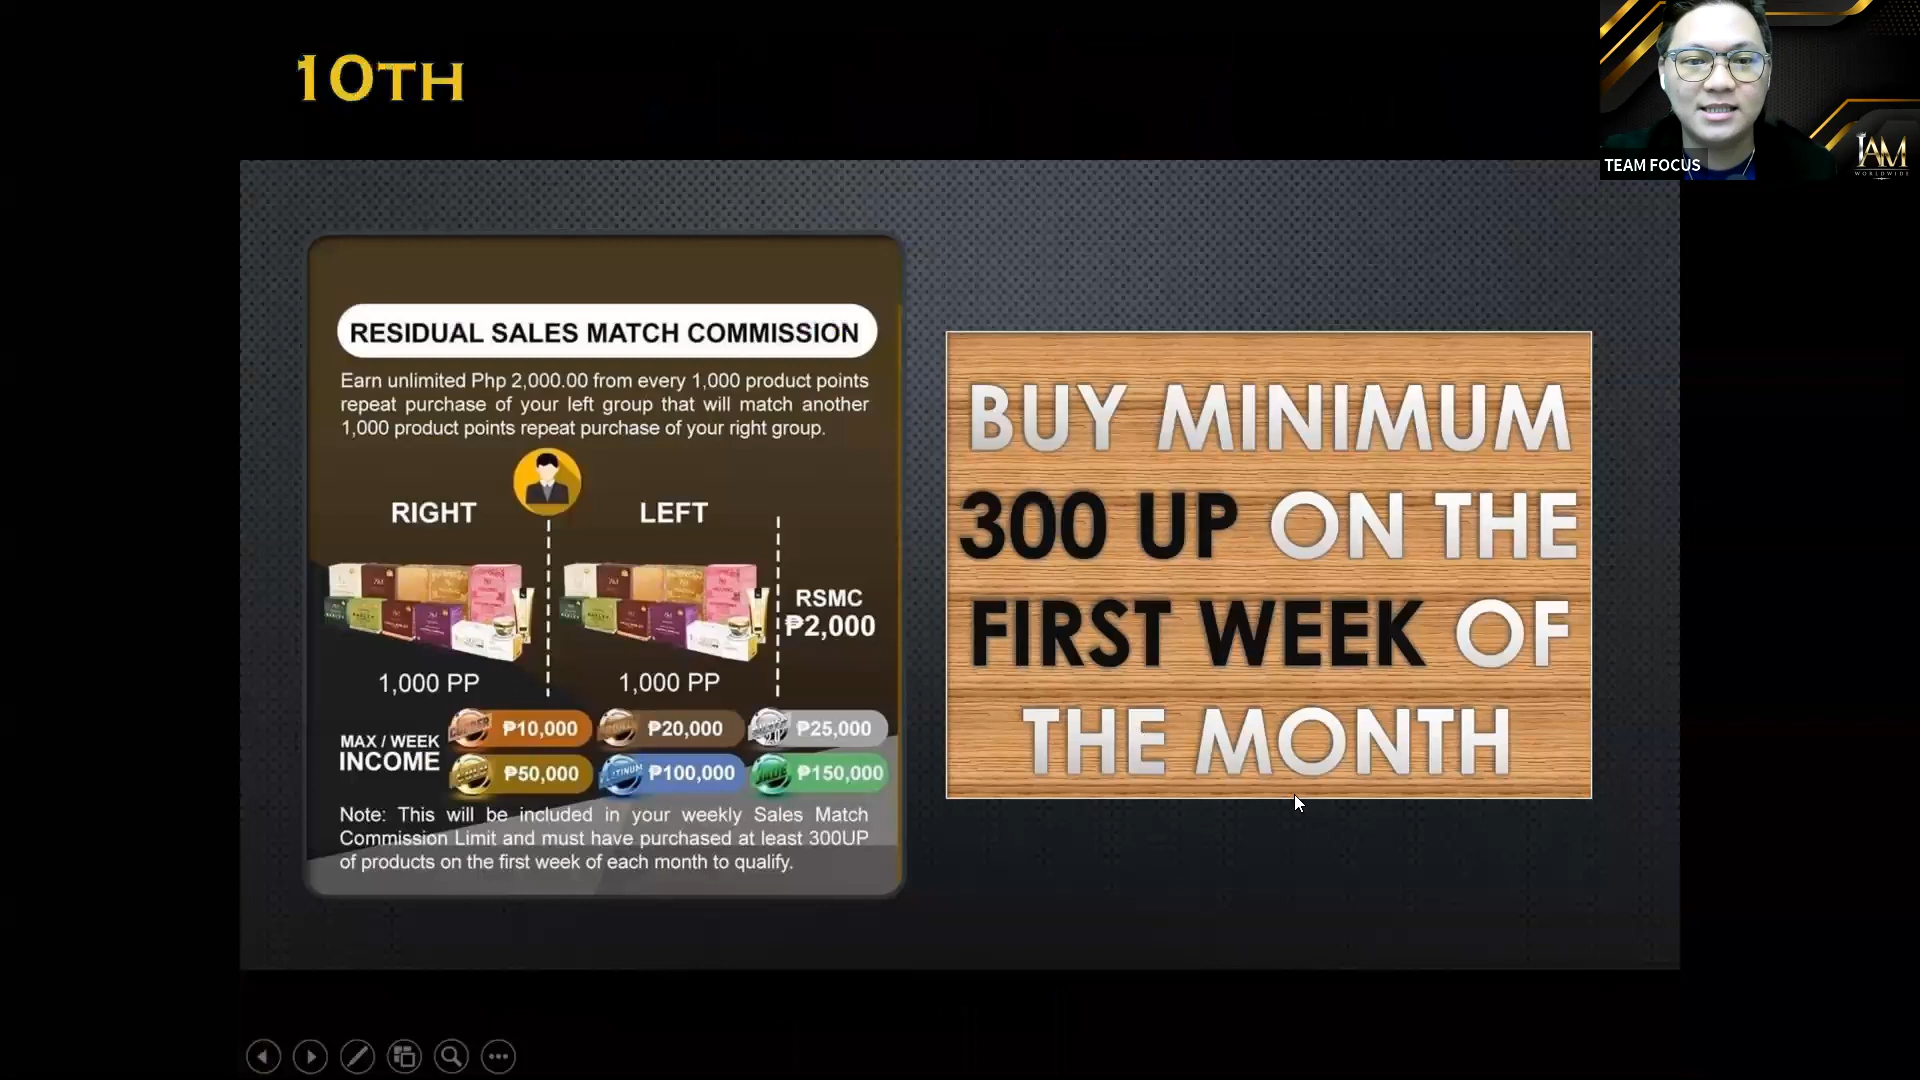 10TH
TEAM FOCUS
IAM
WORLDWIDE
RESIDUAL SALES MATCH COMMISSION
Earn unlimited Php 2,000.00 from every 1,000 product points
repeat purchase of your left group that will match another
1,000 product points repeat purchase of your right group.
RIGHT
LEFT
RSMC
₱2,000
1,000 PP
1,000 PP
MAX / WEEK
INCOME
₱10,000
₱20,000
₱25,000
GOLD ₱50,000
PLATINUM ₱100,000
JADE ₱150,000
Note: This will be included in your weekly Sales Match
Commission Limit and must have purchased at least 300UP
of products on the first week of each month to qualify.
BUY MINIMUM
300 UP ON THE
FIRST WEEK OF
THE MONTH